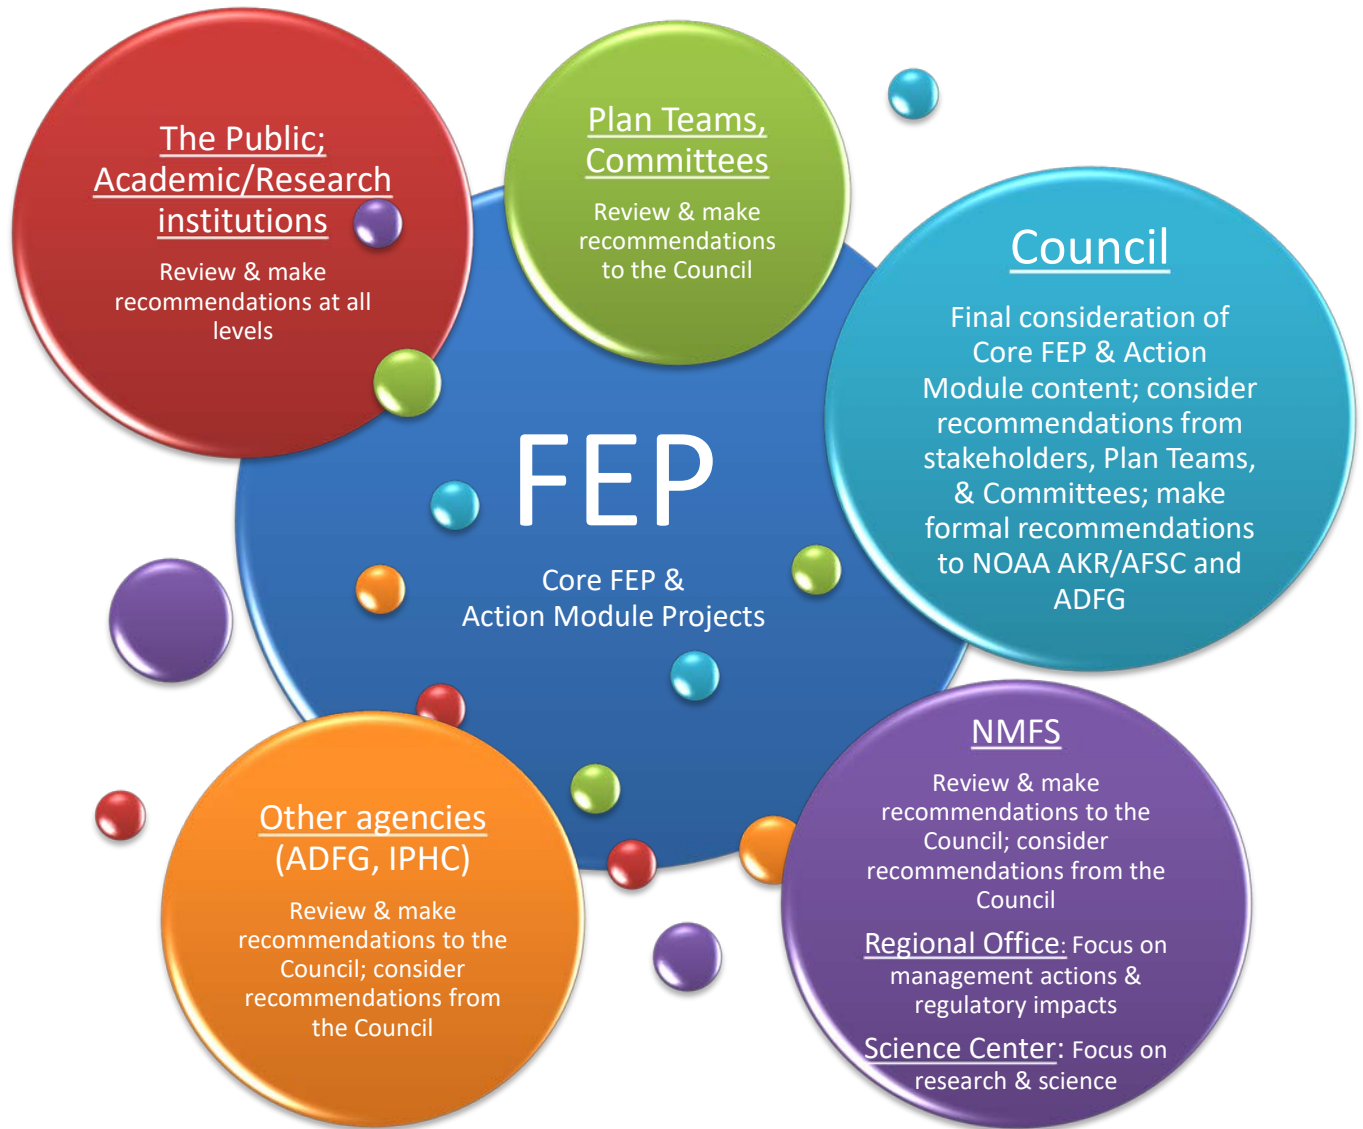 The Public;
Academic/Research
institutions
Review & make
recommendations at all
levels
Plan Teams,
Committees
Review & make
recommendations
to the Council
Council
Final consideration of
Core FEP & Action
Module content; consider
recommendations from
stakeholders, Plan Teams,
& Committees; make
formal recommendations
to NOAA AKR/AFSC and
ADFG
FEP
Core FEP &
Action Module Projects
Other agencies
(ADFG, IPHC)
Review & make
recommendations to the
Council; consider
recommendations from
the Council
NMFS
Review & make
recommendations to the
Council; consider
recommendations from the
Council
Regional Office: Focus on
management actions &
regulatory impacts
Science Center: Focus on
research & science